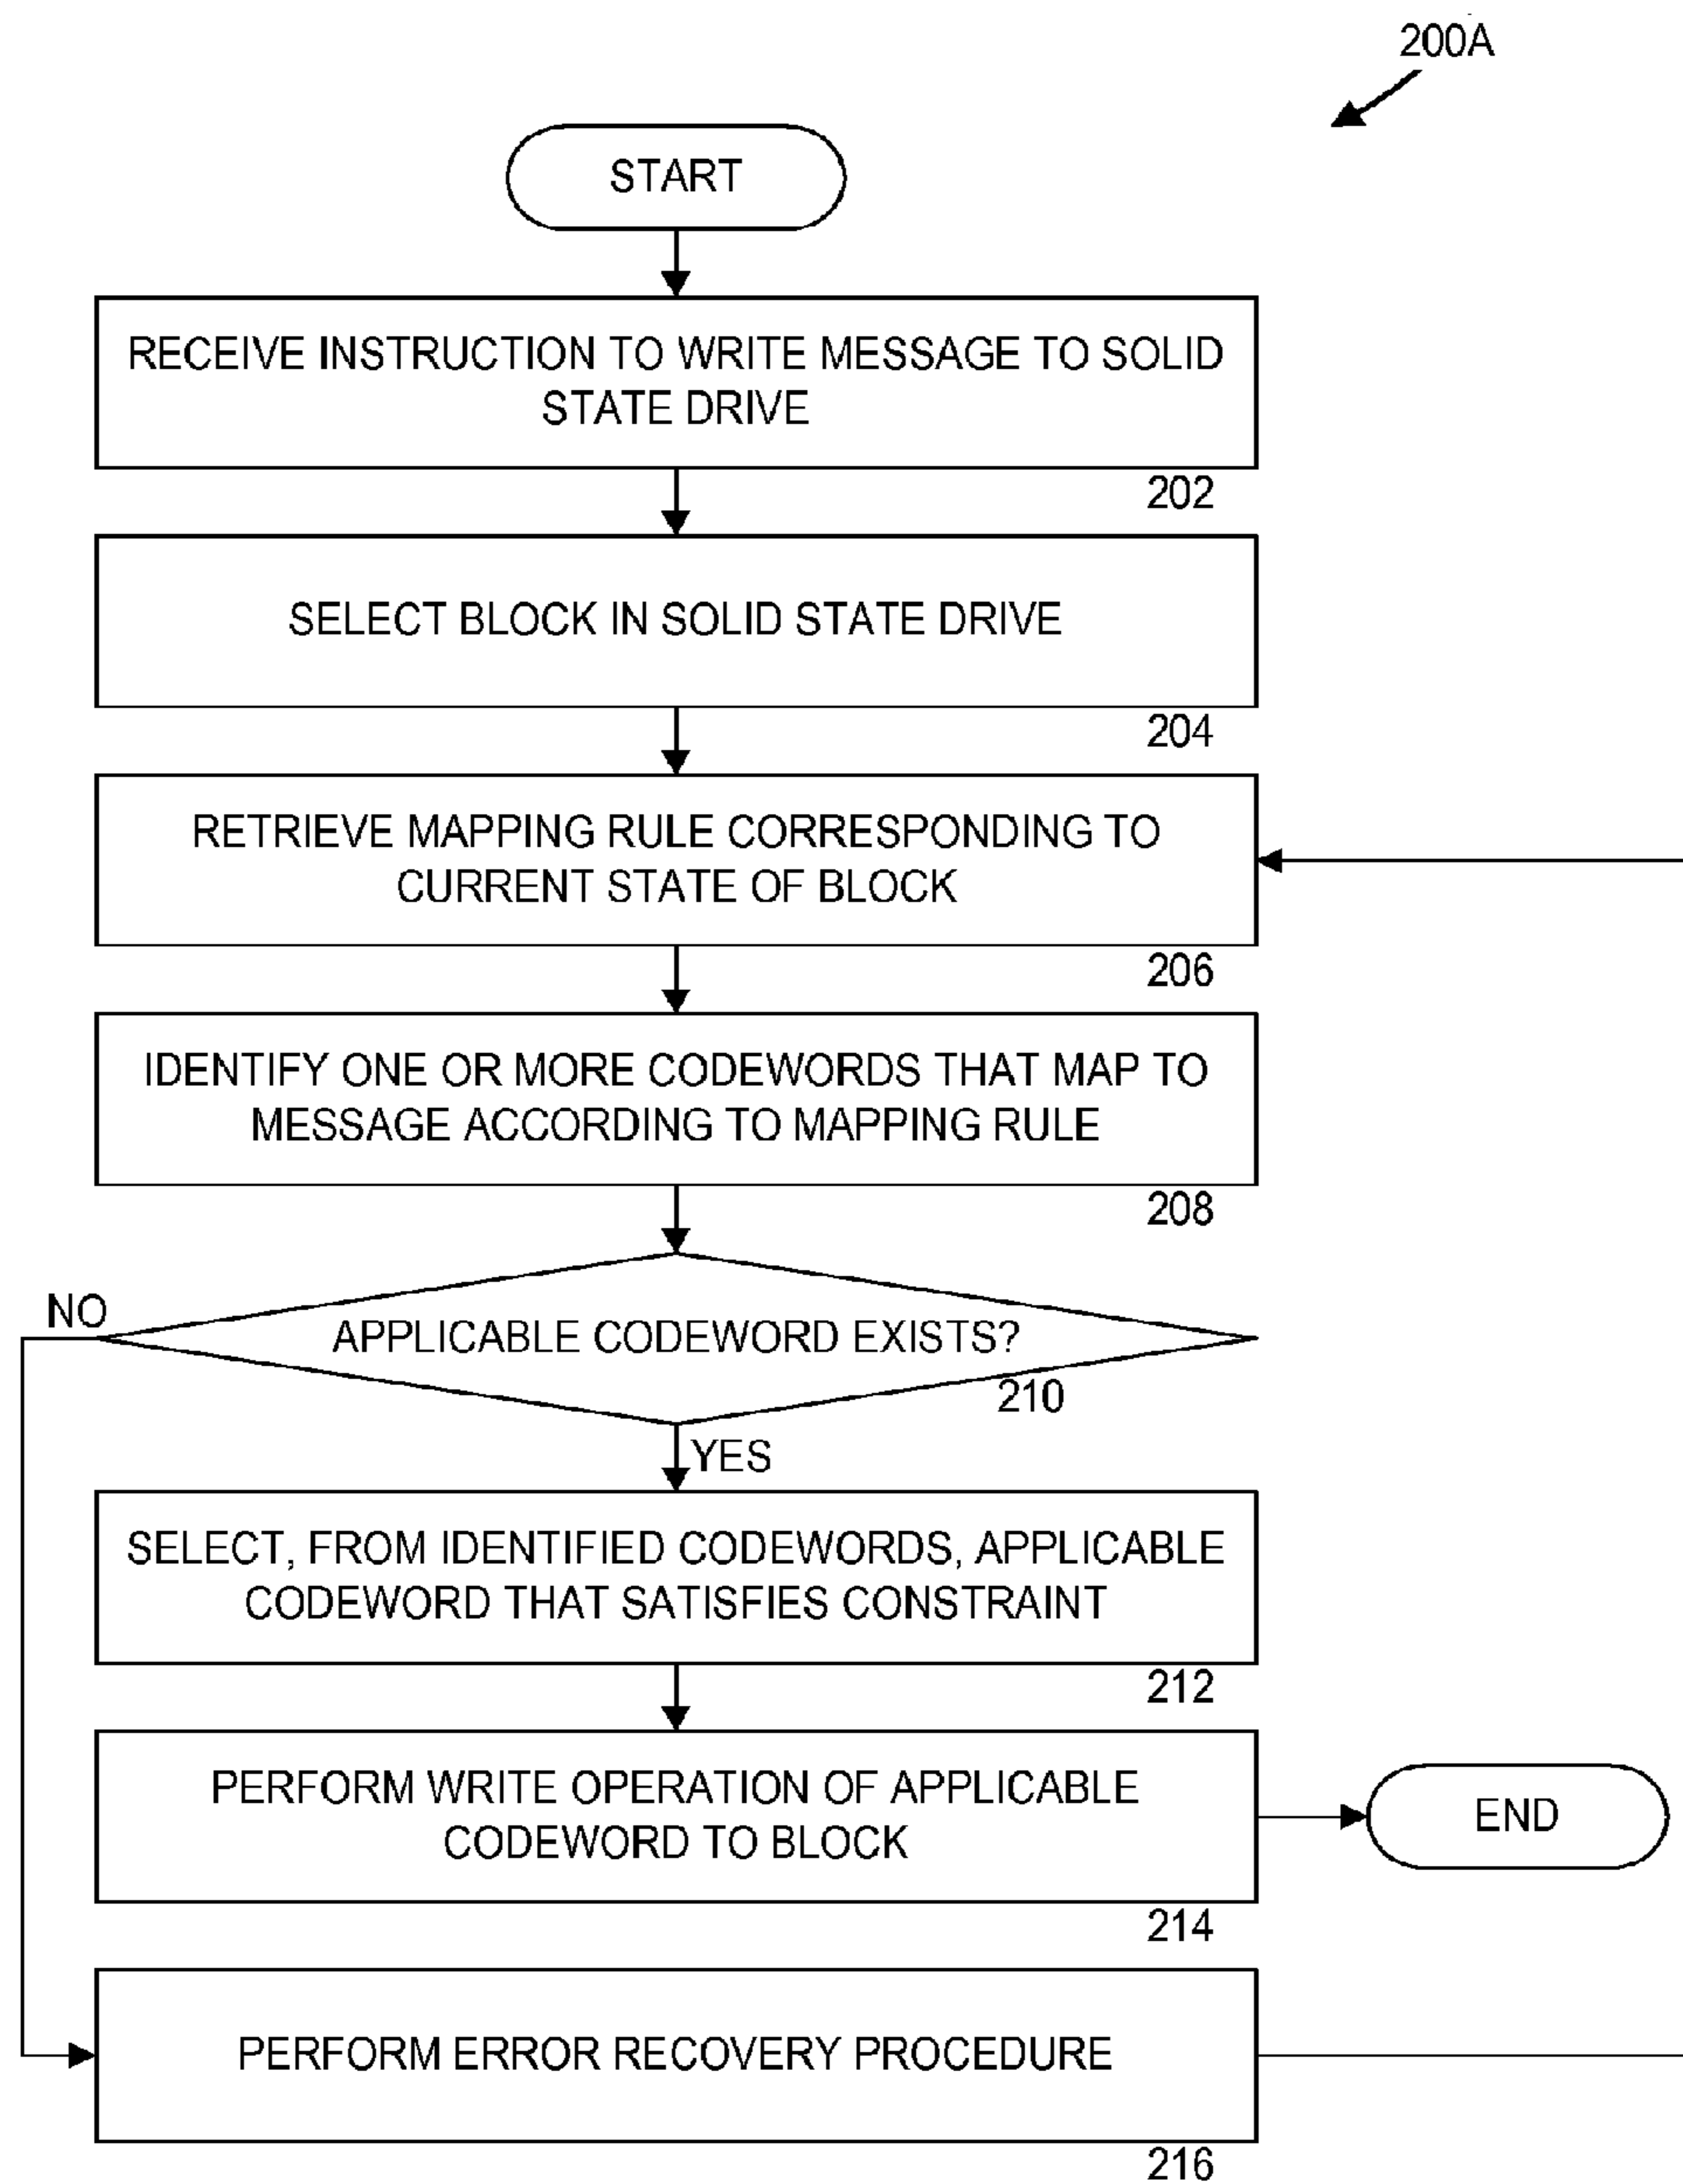 200A
START
RECEIVE INSTRUCTION TO WRITE MESSAGE TO SOLID
STATE DRIVE
202
SELECT BLOCK IN SOLID STATE DRIVE
204
RETRIEVE MAPPING RULE CORRESPONDING TO
CURRENT STATE OF BLOCK
206
IDENTIFY ONE OR MORE CODEWORDS THAT MAP TO
MESSAGE ACCORDING TO MAPPING RULE
208
NO
APPLICABLE CODEWORD EXISTS?
210
YES
SELECT, FROM IDENTIFIED CODEWORDS, APPLICABLE
CODEWORD THAT SATISFIES CONSTRAINT
212
PERFORM WRITE OPERATION OF APPLICABLE
CODEWORD TO BLOCK
END
214
PERFORM ERROR RECOVERY PROCEDURE
216